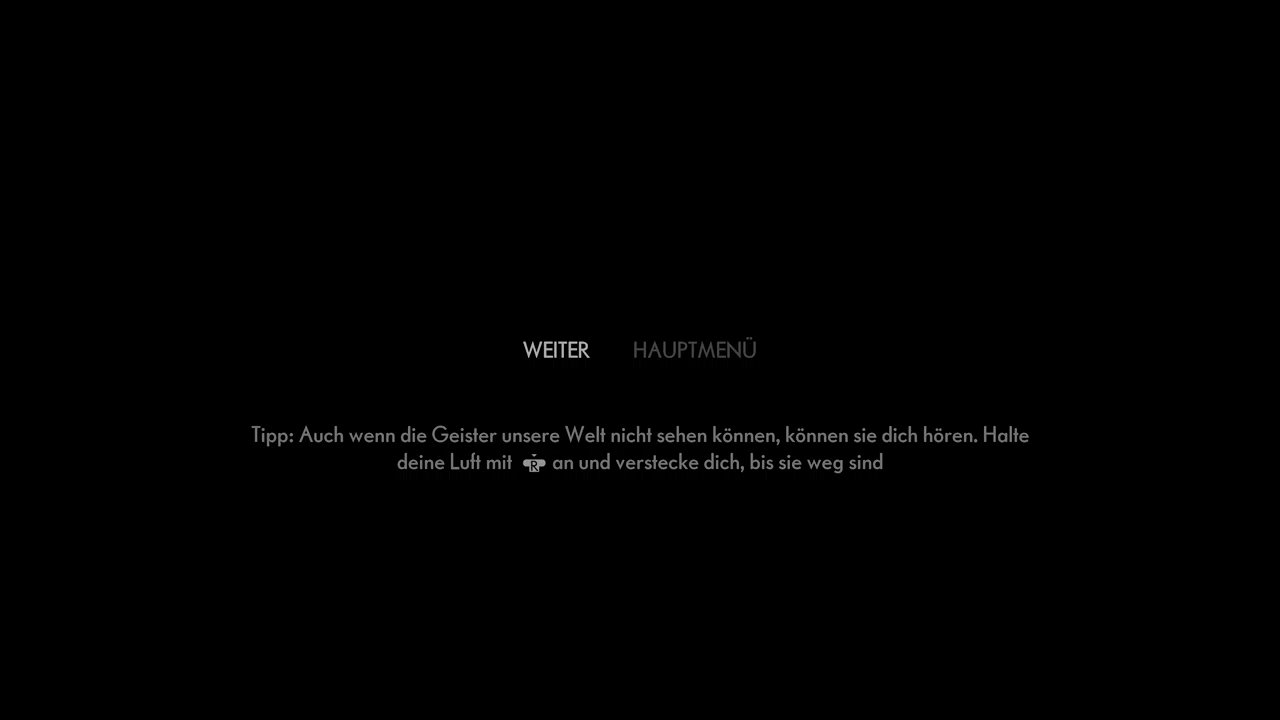 WEITER HAUPTMENÜ
Tipp: Auch wenn die Geister unsere Welt nicht sehen können, können sie dich hören. Halte
deine Luft mit R an und verstecke dich, bis sie weg sind